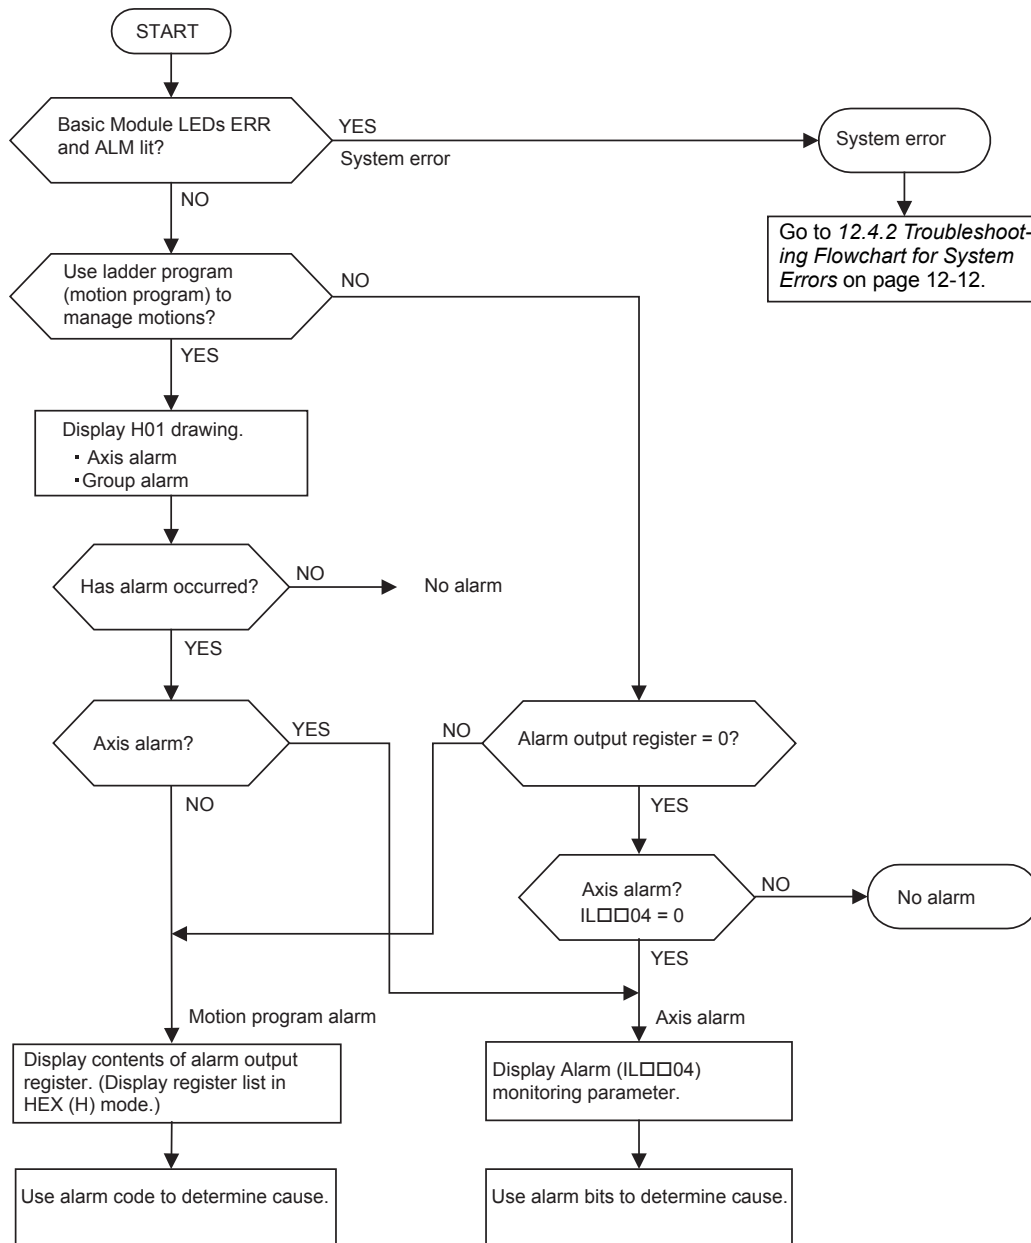 START
Basic Module LEDs ERR
and ALM lit?
YES
System error
System error
NO
Go to 12.4.2 Troubleshoot-
ing Flowchart for System
Errors on page 12-12.
Use ladder program
(motion program) to
manage motions?
NO
YES
Display H01 drawing.
・Axis alarm
・Group alarm
Has alarm occurred?
NO
No alarm
YES
Axis alarm?
YES
NO
Alarm output register = 0?
NO
YES
Axis alarm?
IL□□04 = 0
NO
No alarm
YES
Motion program alarm
Axis alarm
Display contents of alarm output
register. (Display register list in
HEX (H) mode.)
Display Alarm (IL□□04)
monitoring parameter.
Use alarm code to determine cause.
Use alarm bits to determine cause.